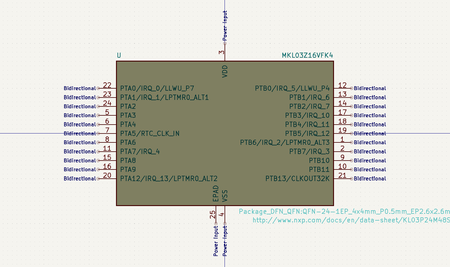 Power Input
3
U
MKL03Z16VFK4
VDD
Bidirectional 22 PTA0/IRQ_0/LLWU_P7
Bidirectional 23 PTA1/IRQ_1/LPTMR0_ALT1
Bidirectional 24 PTA2
Bidirectional 5 PTA3
Bidirectional 6 PTA4
Bidirectional 7 PTA5/RTC_CLK_IN
Bidirectional 8 PTA6
Bidirectional 11 PTA7/IRQ_4
Bidirectional 15 PTA8
Bidirectional 16 PTA9
Bidirectional 20 PTA12/IRQ_13/LPTMR0_ALT2
PTB0/IRQ_5/LLWU_P4 12 Bidirectional
PTB1/IRQ_6 13 Bidirectional
PTB2/IRQ_7 14 Bidirectional
PTB3/IRQ_10 17 Bidirectional
PTB4/IRQ_11 18 Bidirectional
PTB5/IRQ_12 19 Bidirectional
PTB6/IRQ_2/LPTMR0_ALT3 1 Bidirectional
PTB7/IRQ_3 2 Bidirectional
PTB10 9 Bidirectional
PTB11 10 Bidirectional
PTB13/CLKOUT32K 21 Bidirectional
EPAD
VSS
25
4
Power Input
Power Input
Package_DFN_QFN:QFN-24-1EP_4x4mm_P0.5mm_EP2.6x2.6m
http://www.nxp.com/docs/en/data-sheet/KL03P24M48S